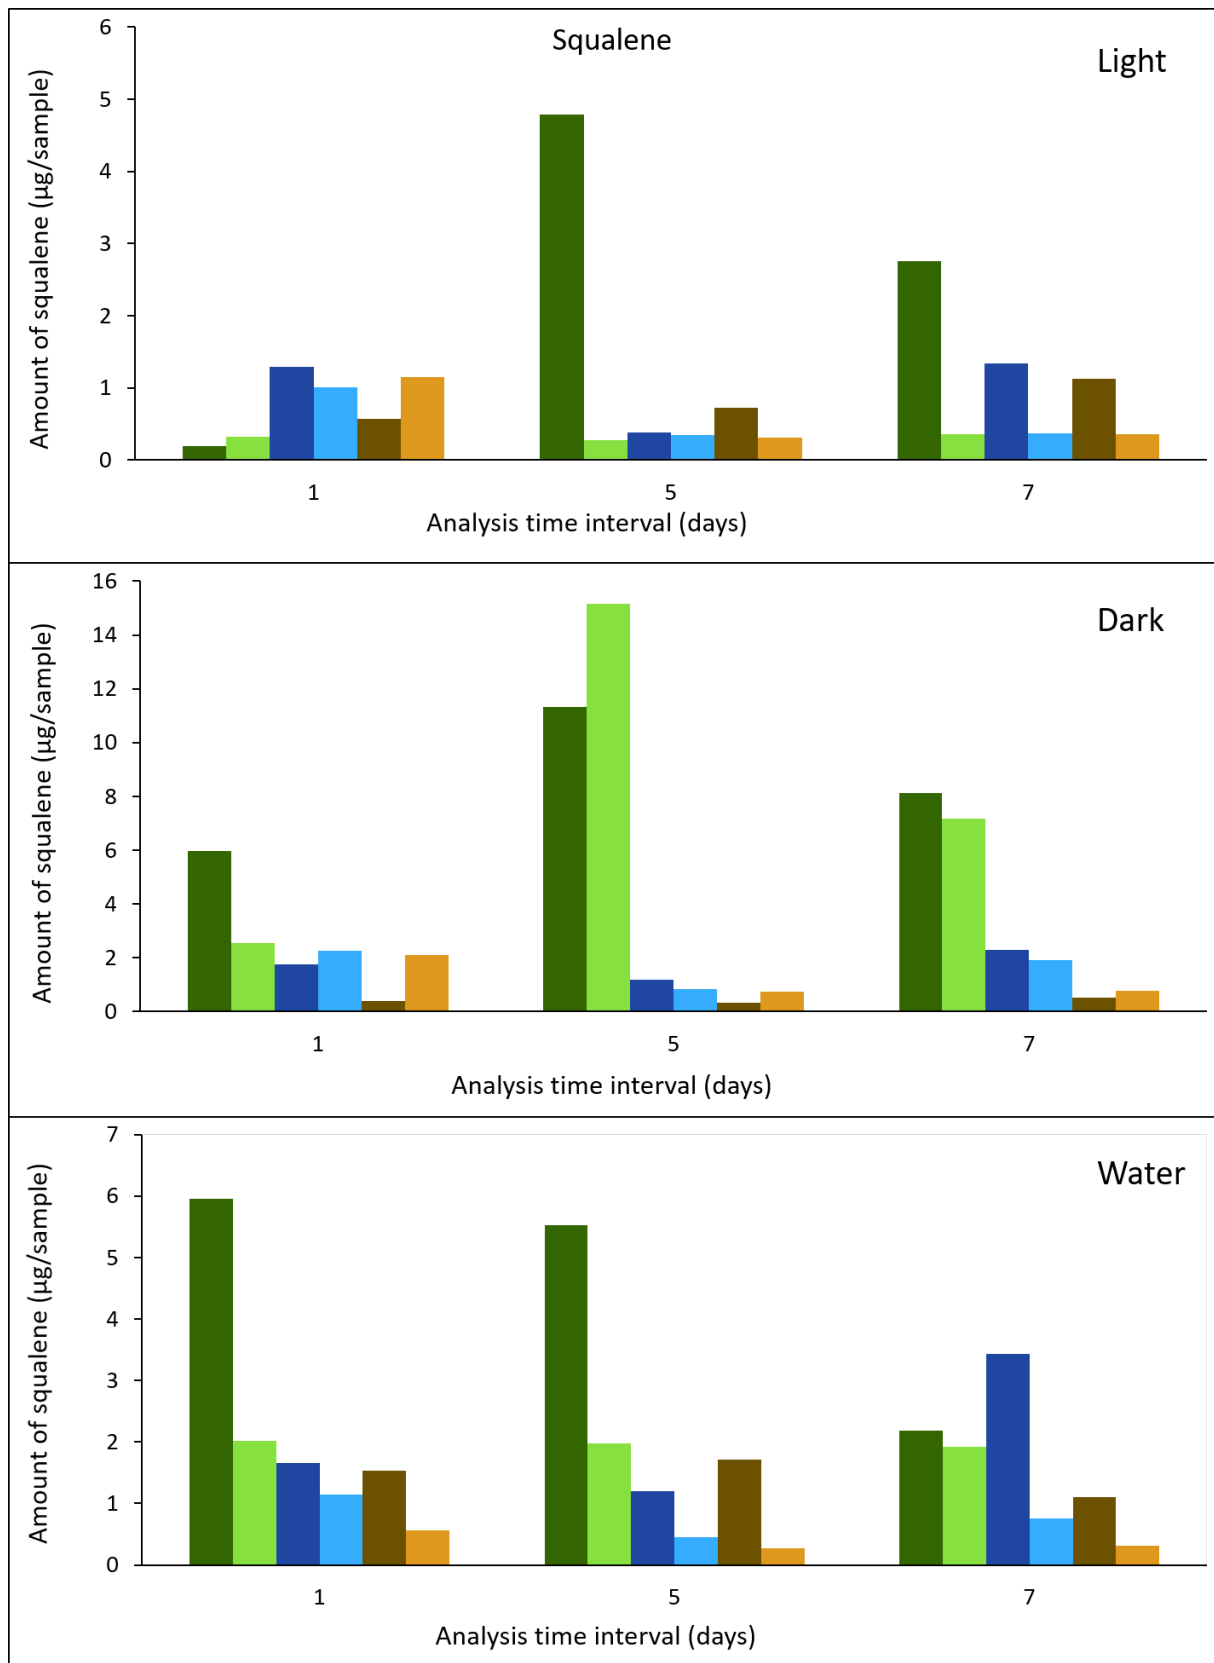 Squalene
Light
Amount of squalene (µg/sample)
6
5
4
3
2
1
0
1 5 7
Analysis time interval (days)
Dark
Amount of squalene (µg/sample)
16
14
12
10
8
6
4
2
0
1 5 7
Analysis time interval (days)
Water
Amount of squalene (µg/sample)
7
6
5
4
3
2
1
0
1 5 7
Analysis time interval (days)